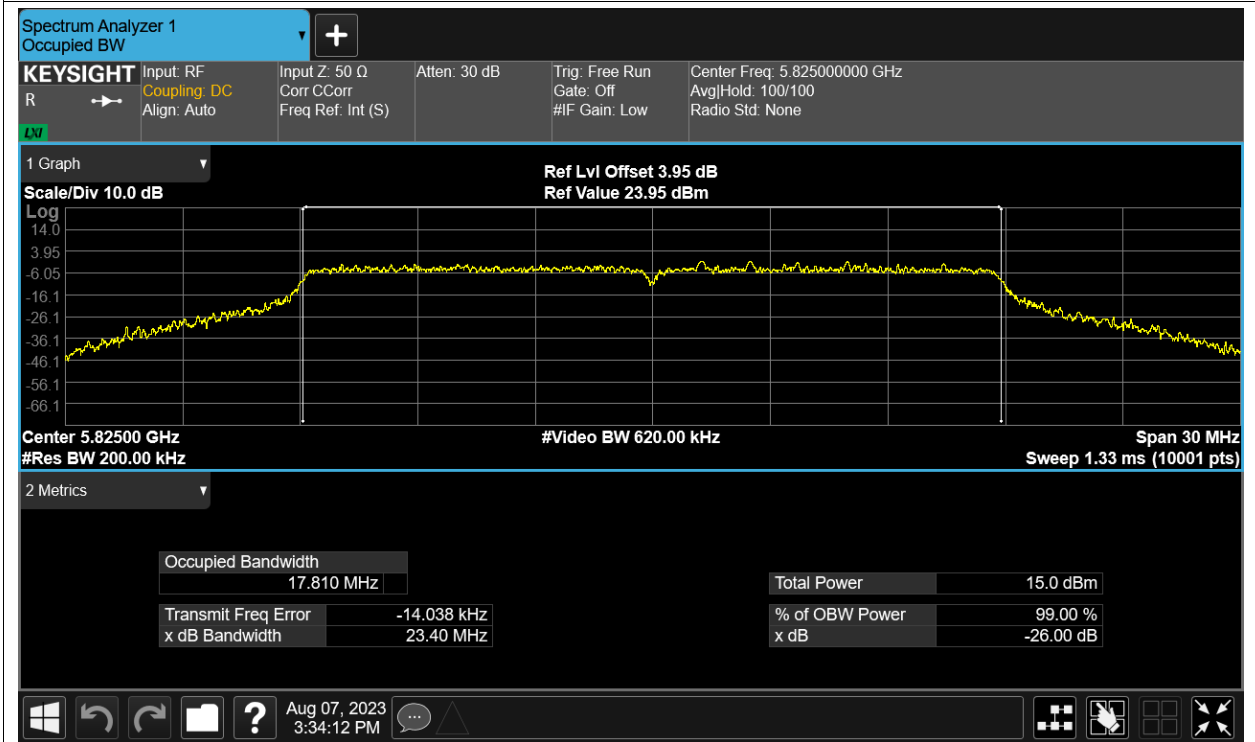 Spectrum Analyzer 1
Occupied BW
KEYSIGHT Input: RF Input Z: 50 Ω Atten: 30 dB Trig: Free Run Center Freq: 5.825000000 GHz
R Coupling: DC Corr CCorr Gate: Off Avg|Hold: 100/100
Align: Auto Freq Ref: Int (S) #IF Gain: Low Radio Std: None
LXI
1 Graph
Ref Lvl Offset 3.95 dB
Scale/Div 10.0 dB Ref Value 23.95 dBm
Log
14.0
3.95
-6.05
-16.1
-26.1
-36.1
-46.1
-56.1
-66.1
Center 5.82500 GHz #Video BW 620.00 kHz Span 30 MHz
#Res BW 200.00 kHz Sweep 1.33 ms (10001 pts)
2 Metrics
Occupied Bandwidth
17.810 MHz Total Power 15.0 dBm
Transmit Freq Error -14.038 kHz % of OBW Power 99.00 %
x dB Bandwidth 23.40 MHz x dB -26.00 dB
? Aug 07, 2023
3:34:12 PM